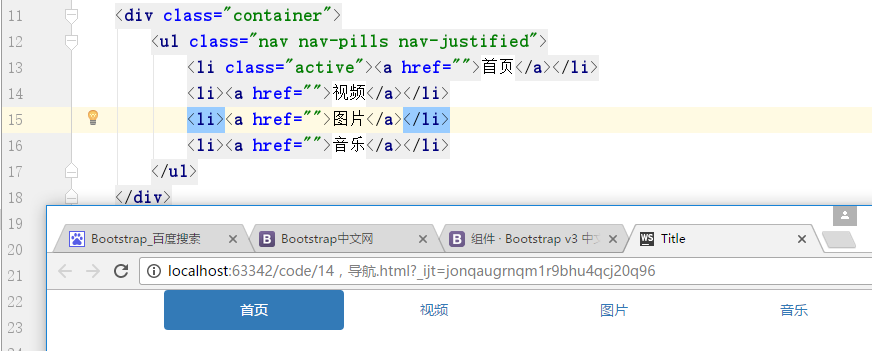 11 <div class="container">
12 <ul class="nav nav-pills nav-justified">
13 <li class="active"><a href="">首页</a></li>
14 <li><a href="">视频</a></li>
15 <li><a href="">图片</a></li>
16 <li><a href="">音乐</a></li>
17 </ul>
18 </div>
19
20
21
22
23
24
Bootstrap_百度搜索 Bootstrap中文网 组件 · Bootstrap v3 中文 WS Title
localhost:63342/code/14，导航.html?_ijt=jonqaugrnqm1r9bhu4qcj20q96
首页 视频 图片 音乐